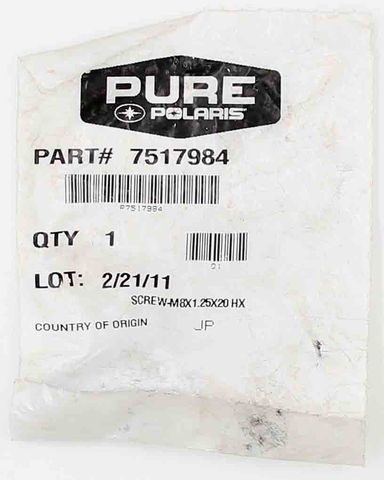 PURE
POLARIS
PART# 7517984
P7517984
QTY 1
Q1
LOT: 2/21/11
SCREW-M8X1.25X20 HX
COUNTRY OF ORIGIN JP